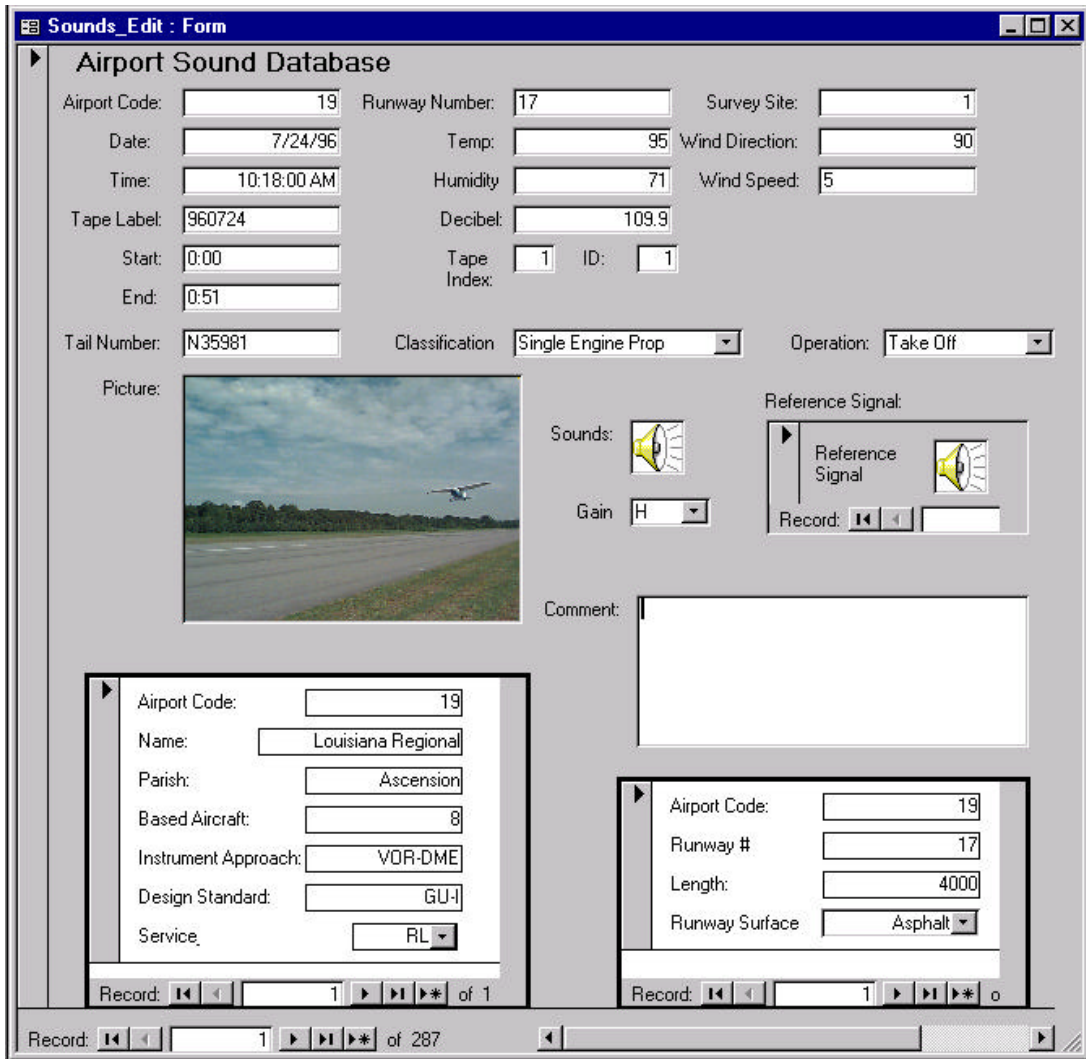 Sounds_Edit : Form
Airport Sound Database
Airport Code: 19 Runway Number: 17 Survey Site: 1
Date: 7/24/96 Temp: 95 Wind Direction: 90
Time: 10:18:00 AM Humidity 71 Wind Speed: 5
Tape Label: 960724 Decibel: 109.9
Start: 0:00 Tape Index: 1 ID: 1
End: 0:51
Tail Number: N35981 Classification Single Engine Prop Operation: Take Off
Picture:
Sounds:
Gain H
Reference Signal:
Reference
Signal
Record:
Comment:
Airport Code: 19
Name: Louisiana Regional
Parish: Ascension
Based Aircraft: 8
Instrument Approach: VOR-DME
Design Standard: GU-I
Service RL
Record: 1 of 1
Airport Code: 19
Runway # 17
Length: 4000
Runway Surface Asphalt
Record: 1 o
Record: 1 of 287